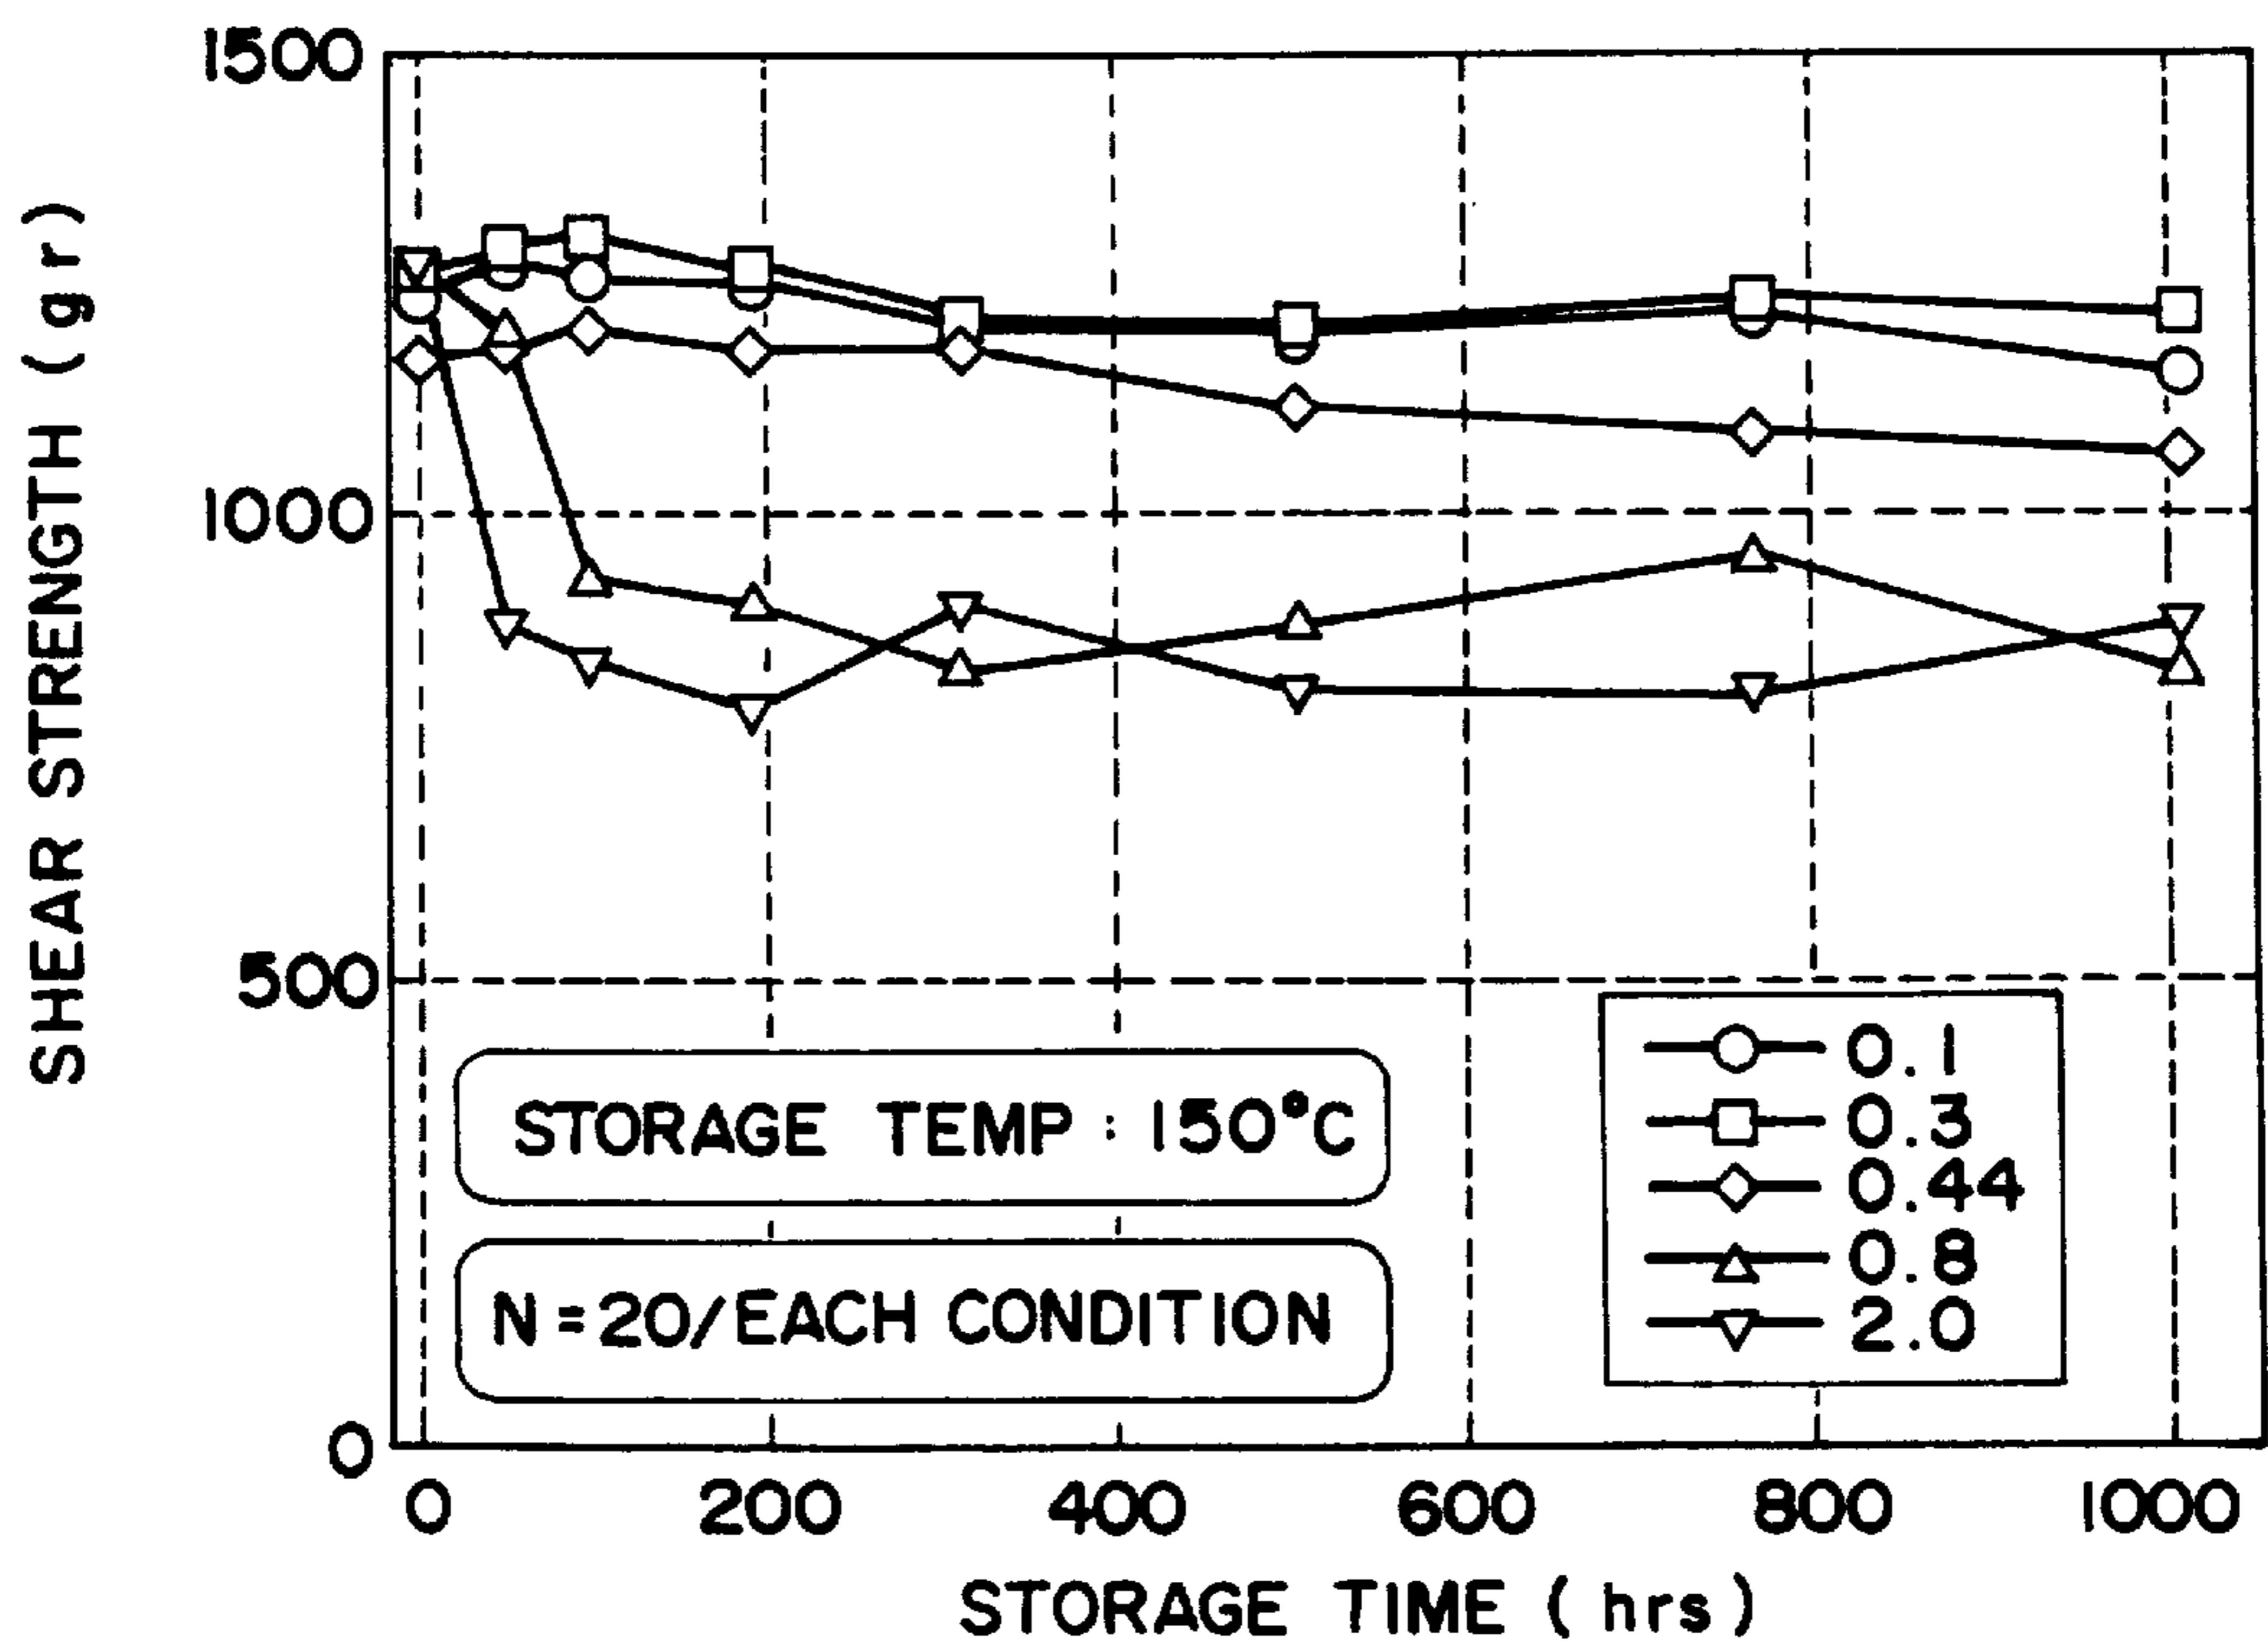 1500
1000
500
0
SHEAR STRENGTH (gr)
STORAGE TEMP : 150°C
N=20/EACH CONDITION
0.1
0.3
0.44
0.8
2.0
0 200 400 600 800 1000
STORAGE TIME (hrs)